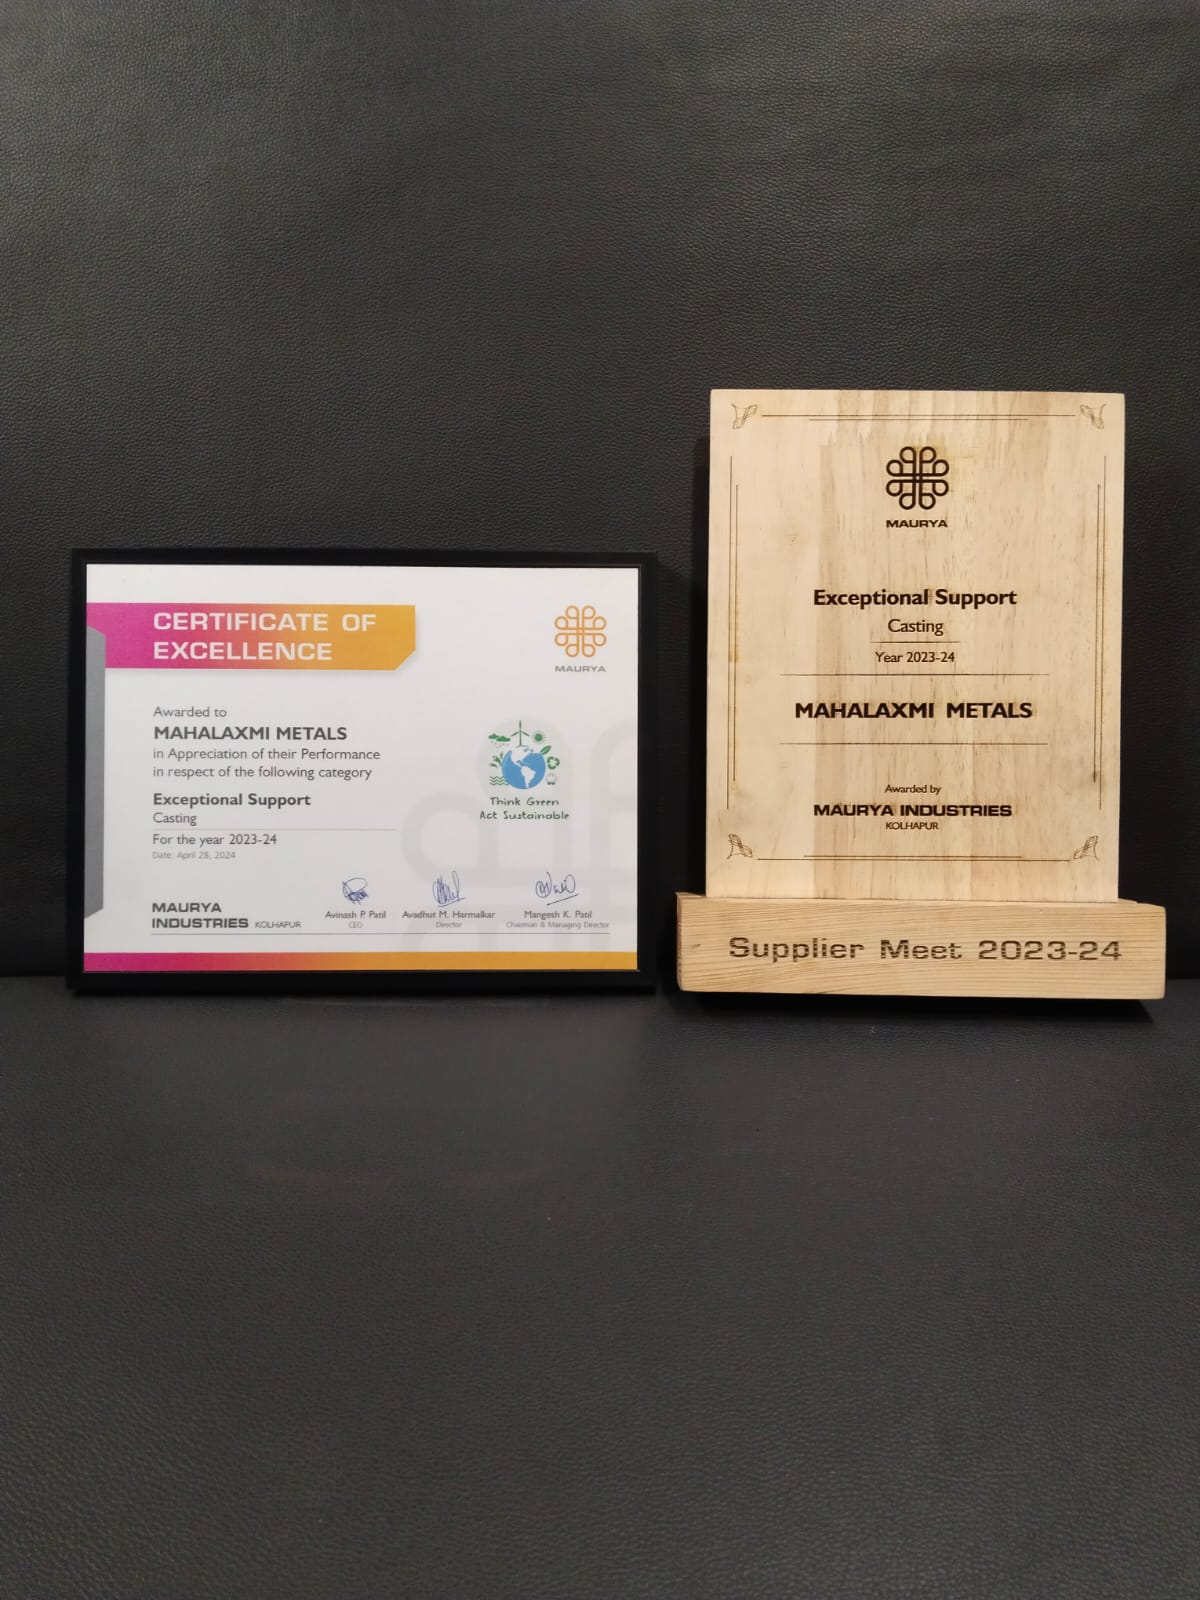 CERTIFICATE OF
EXCELLENCE
MAURYA
Awarded to
MAHALAXMI METALS
in Appreciation of their Performance
in respect of the following category
Exceptional Support
Casting
For the year 2023-24
Date: April 28, 2024
Think Green
Act Sustainable
MAURYA
INDUSTRIES KOLHAPUR
Avinash P. Patil
CEO
Avadhut M. Harmalkar
Director
Mangesh K. Patil
Chairman & Managing Director
MAURYA
Exceptional Support
Casting
Year 2023-24
MAHALAXMI METALS
Awarded by
MAURYA INDUSTRIES
KOLHAPUR
Supplier Meet 2023-24